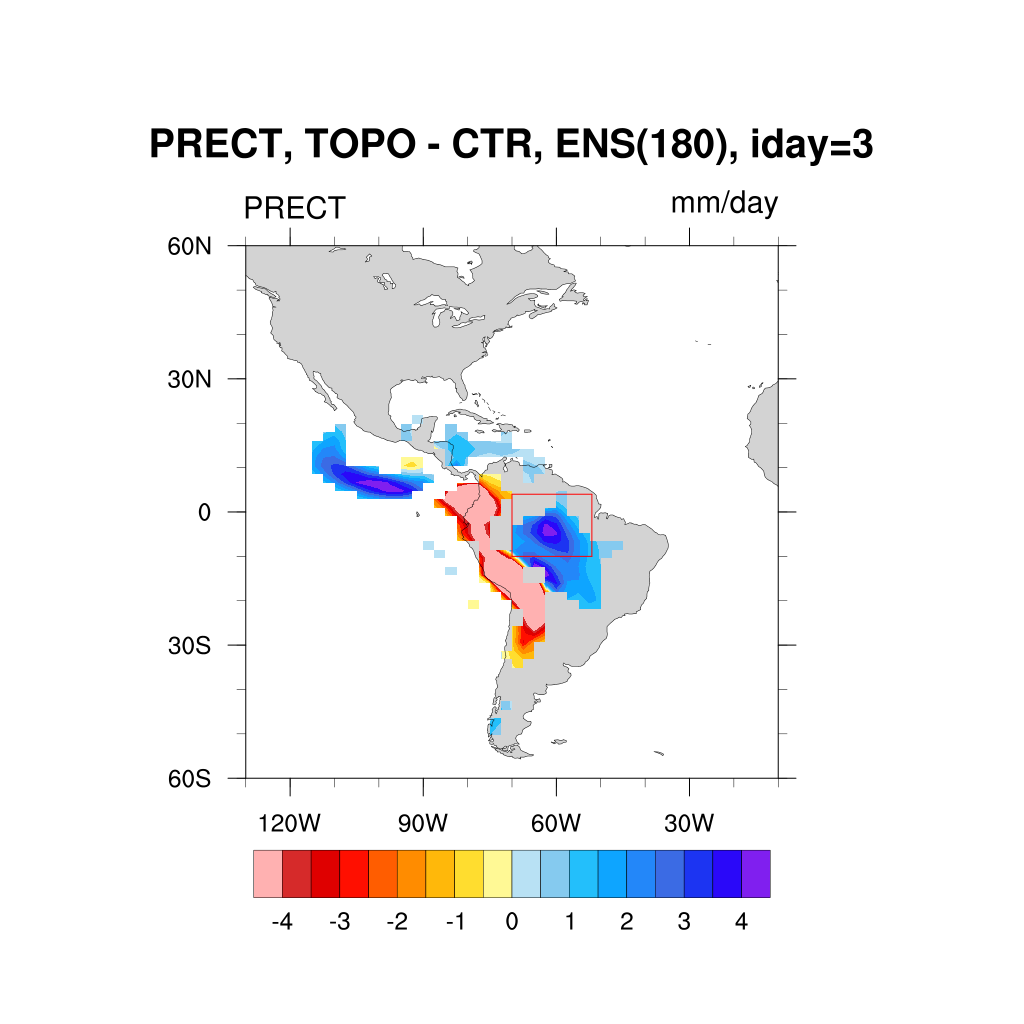 PRECT, TOPO - CTR, ENS(180), iday=3
PRECT mm/day
60N
30N
0
30S
60S
120W 90W 60W 30W
-4 -3 -2 -1 0 1 2 3 4